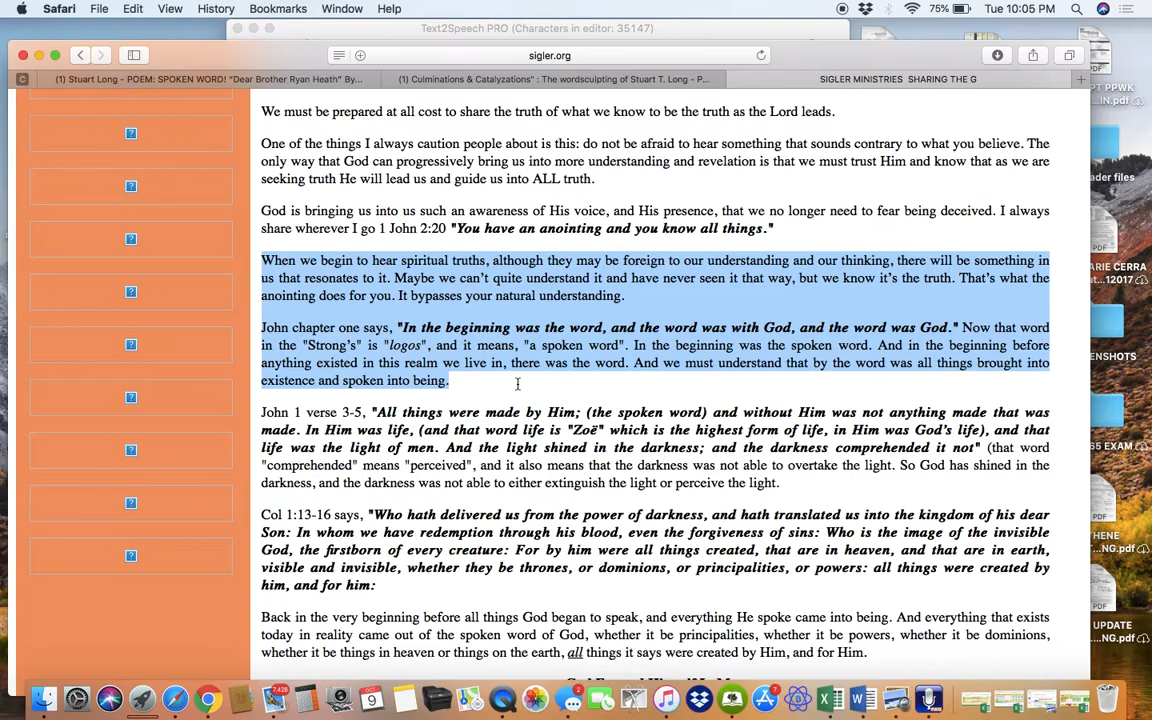 Safari File Edit View History Bookmarks Window Help 75% Tue 10:05 PM
Text2Speech PRO (Characters in editor: 35147)
sigler.org
C (1) Stuart Long - POEM: SPOKEN WORD! “Dear Brother Ryan Heath” By... (1) Culminations & Catalyzations" : The wordsculpting of Stuart T. Long - P... SIGLER MINISTRIES SHARING THE G
We must be prepared at all cost to share the truth of what we know to be the truth as the Lord leads.
One of the things I always caution people about is this: do not be afraid to hear something that sounds contrary to what you believe. The
only way that God can progressively bring us into more understanding and revelation is that we must trust Him and know that as we are
seeking truth He will lead us and guide us into ALL truth.
God is bringing us into us such an awareness of His voice, and His presence, that we no longer need to fear being deceived. I always
share wherever I go 1 John 2:20 "You have an anointing and you know all things."
When we begin to hear spiritual truths, although they may be foreign to our understanding and our thinking, there will be something in
us that resonates to it. Maybe we can’t quite understand it and have never seen it that way, but we know it’s the truth. That’s what the
anointing does for you. It bypasses your natural understanding.
John chapter one says, "In the beginning was the word, and the word was with God, and the word was God." Now that word
in the "Strong’s" is "logos", and it means, "a spoken word". In the beginning was the spoken word. And in the beginning before
anything existed in this realm we live in, there was the word. And we must understand that by the word was all things brought into
existence and spoken into being.
John 1 verse 3-5, "All things were made by Him; (the spoken word) and without Him was not anything made that was
made. In Him was life, (and that word life is "Zoë" which is the highest form of life, in Him was God’s life), and that
life was the light of men. And the light shined in the darkness; and the darkness comprehended it not" (that word
"comprehended" means "perceived", and it also means that the darkness was not able to overtake the light. So God has shined in the
darkness, and the darkness was not able to either extinguish the light or perceive the light.
Col 1:13-16 says, "Who hath delivered us from the power of darkness, and hath translated us into the kingdom of his dear
Son: In whom we have redemption through his blood, even the forgiveness of sins: Who is the image of the invisible
God, the firstborn of every creature: For by him were all things created, that are in heaven, and that are in earth,
visible and invisible, whether they be thrones, or dominions, or principalities, or powers: all things were created by
him, and for him:
Back in the very beginning before all things God began to speak, and everything He spoke came into being. And everything that exists
today in reality came out of the spoken word of God, whether it be principalities, whether it be powers, whether it be dominions,
whether it be things in heaven or things on the earth, all things it says were created by Him, and for Him.
PT PPWK
IN.pdf
ader files
PDF
ARIE CERRA
12017
ENSHOTS
PDF
65 EXAM
PDF
THENE
NG.pdf
PDF
UPDATE
NG.pdf
7,428
OCT
9
2
7